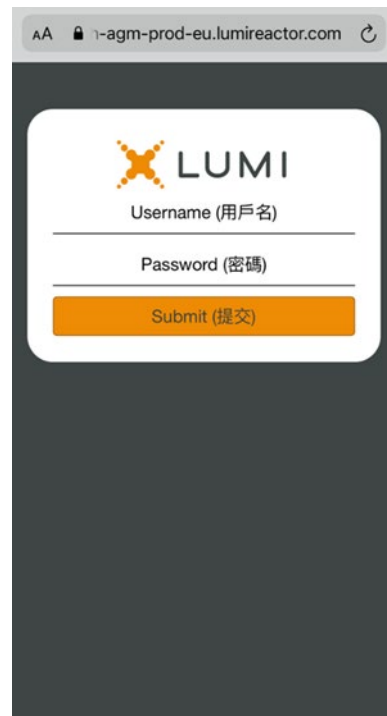 AA n-agm-prod-eu.lumireactor.com
LUMI
Username (用戶名)
Password (密碼)
Submit (提交)